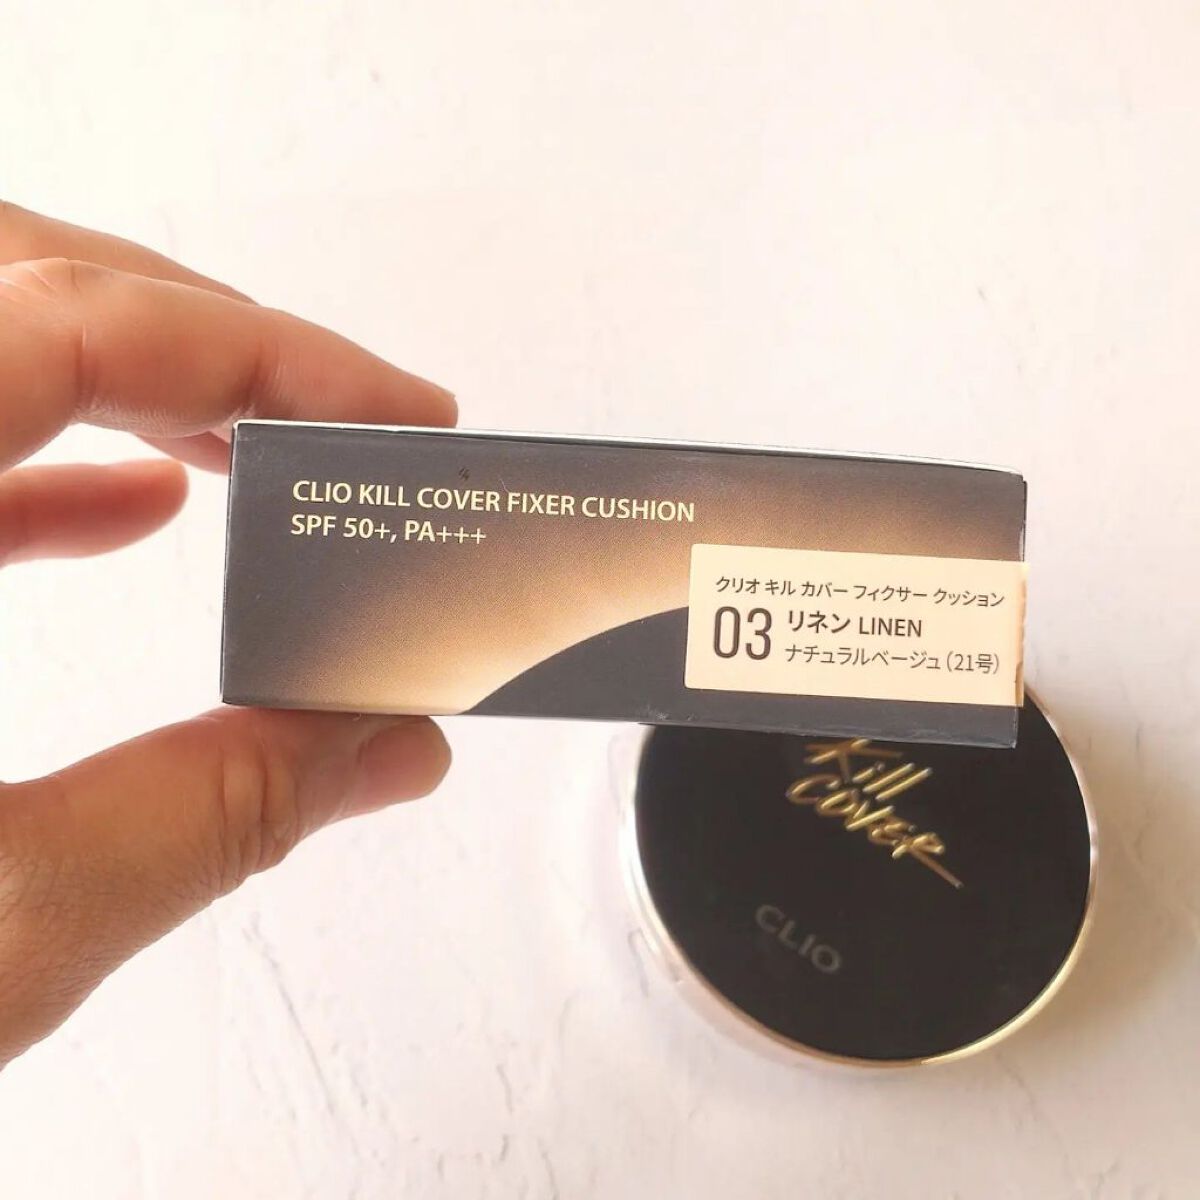 CLIO KILL COVER FIXER CUSHION
SPF 50+, PA+++
クリオ キル カバー フィクサー クッション
03 リネン LINEN
ナチュラルベージュ（21号）
Kill
COVER
CLIO